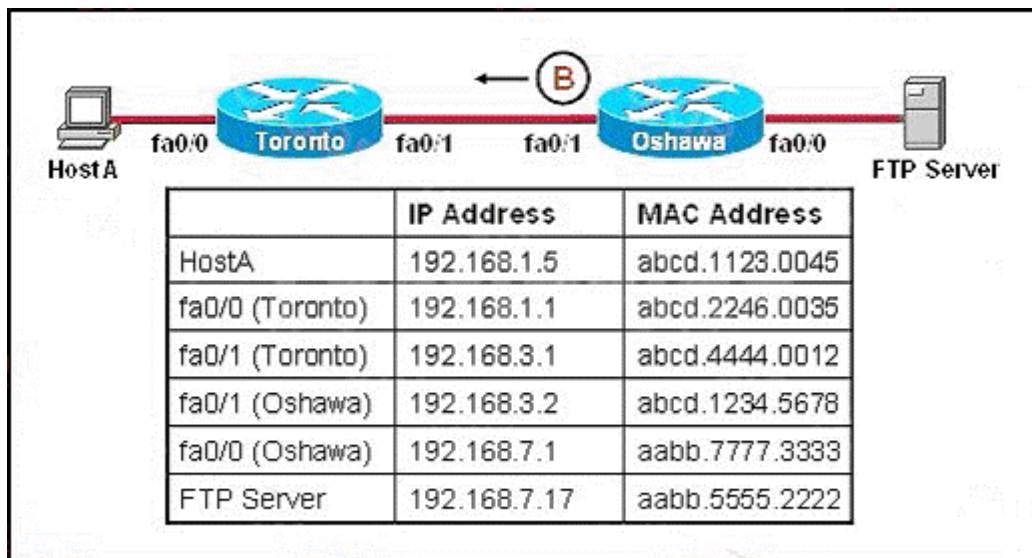 B
fa0/0 Toronto fa0/1 fa0/1 Oshawa fa0/0
HostA FTP Server
IP Address MAC Address
HostA 192.168.1.5 abcd.1123.0045
fa0/0 (Toronto) 192.168.1.1 abcd.2246.0035
fa0/1 (Toronto) 192.168.3.1 abcd.4444.0012
fa0/1 (Oshawa) 192.168.3.2 abcd.1234.5678
fa0/0 (Oshawa) 192.168.7.1 aabb.7777.3333
FTP Server 192.168.7.17 aabb.5555.2222